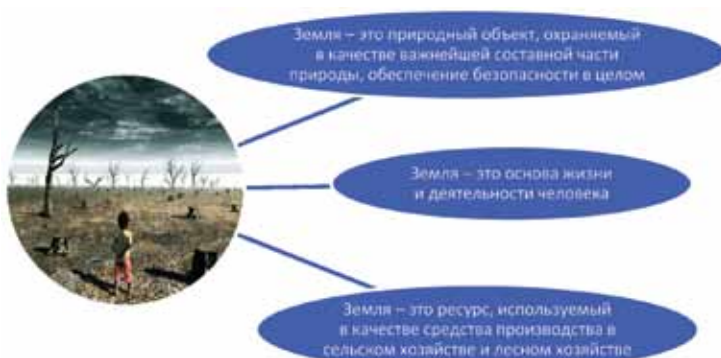 Земля – это природный объект, охраняемый
в качестве важнейшей составной части
природы, обеспечение безопасности в целом
Земля – это основа жизни
и деятельности человека
Земля – это ресурс, используемый
в качестве средства производства в
сельском хозяйстве и лесном хозяйстве